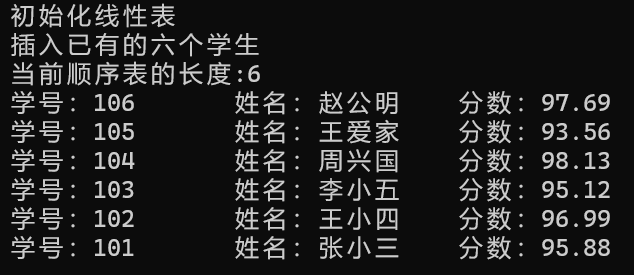 初始化线性表
插入已有的六个学生
当前顺序表的长度:6
学号：106 姓名：赵公明 分数：97.69
学号：105 姓名：王爱家 分数：93.56
学号：104 姓名：周兴国 分数：98.13
学号：103 姓名：李小五 分数：95.12
学号：102 姓名：王小四 分数：96.99
学号：101 姓名：张小三 分数：95.88